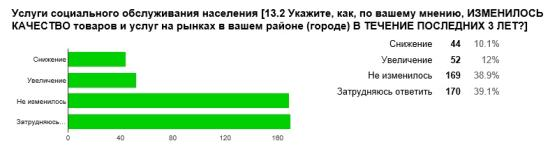 Услуги социального обслуживания населения [13.2 Укажите, как, по вашему мнению, ИЗМЕНИЛОСЬ
КАЧЕСТВО товаров и услуг на рынках в вашем районе (городе) В ТЕЧЕНИЕ ПОСЛЕДНИХ 3 ЛЕТ?]
Снижение
Увеличение
Не изменилось
Затрудняюсь...
0 40 80 120 160
Снижение 44 10.1%
Увеличение 52 12%
Не изменилось 169 38.9%
Затрудняюсь ответить 170 39.1%